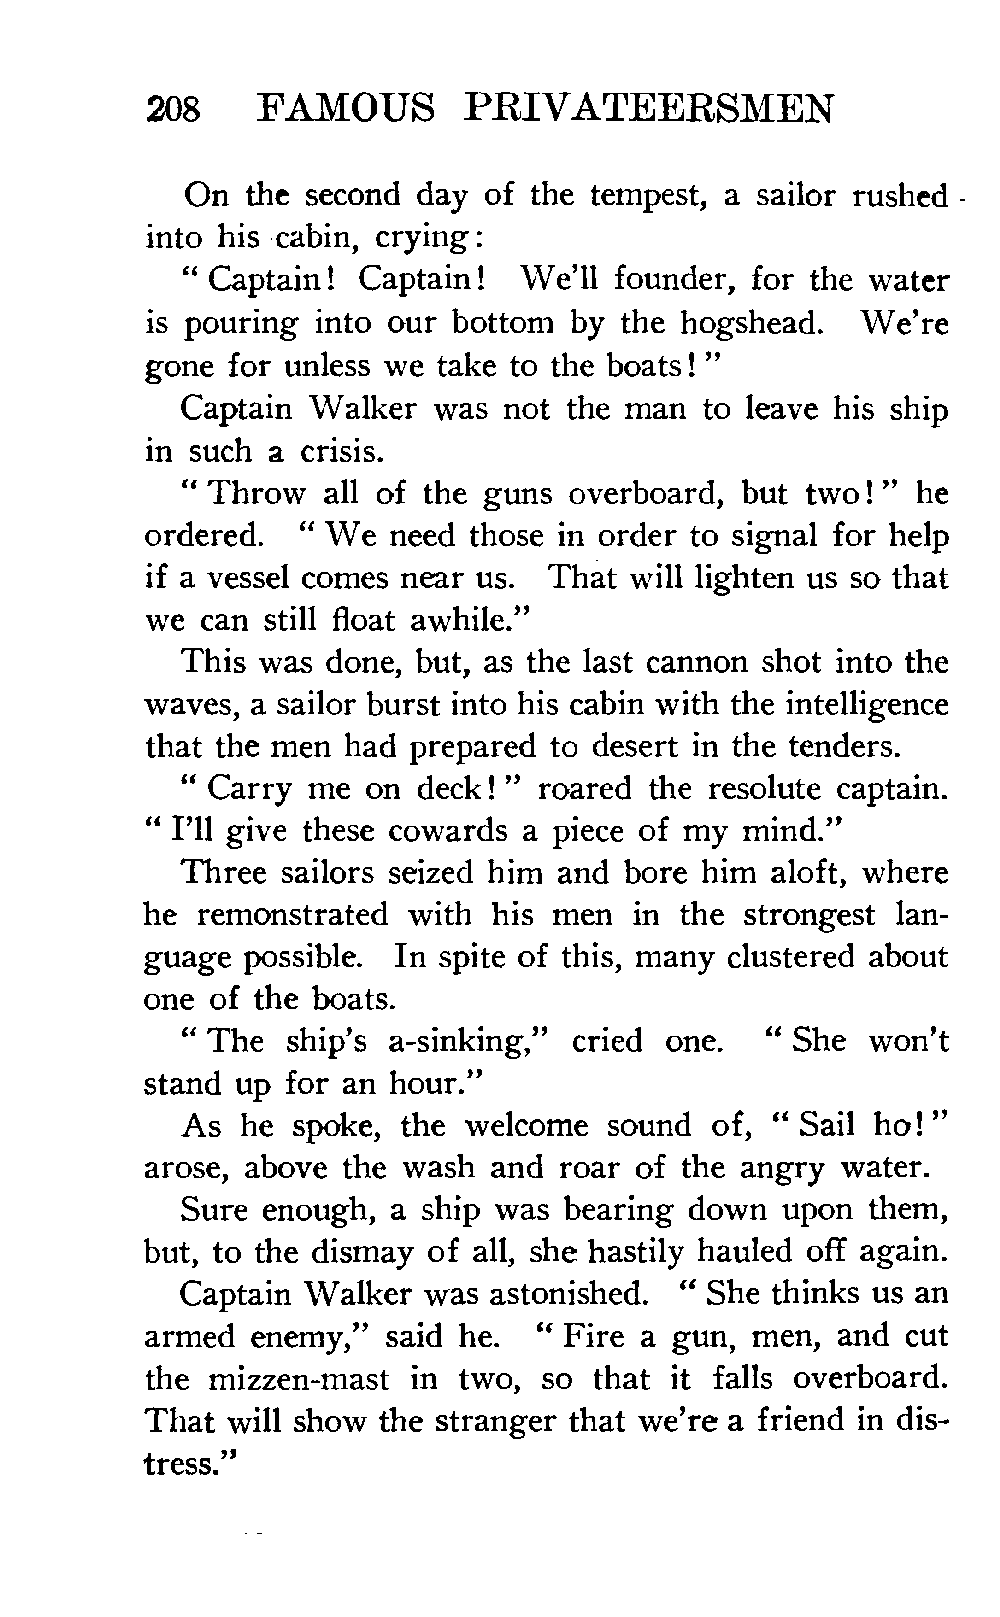 208 FAMOUS PRIVATEERSMEN
On the second day of the tempest, a sailor rushed
into his cabin, crying:
“ Captain! Captain! We’ll founder, for the water
is pouring into our bottom by the hogshead. We’re
gone for unless we take to the boats! ”
Captain Walker was not the man to leave his ship
in such a crisis.
“ Throw all of the guns overboard, but two! ” he
ordered. “ We need those in order to signal for help
if a vessel comes near us. That will lighten us so that
we can still float awhile.”
This was done, but, as the last cannon shot into the
waves, a sailor burst into his cabin with the intelligence
that the men had prepared to desert in the tenders.
“ Carry me on deck! ” roared the resolute captain.
“ I’ll give these cowards a piece of my mind.”
Three sailors seized him and bore him aloft, where
he remonstrated with his men in the strongest lan-
guage possible. In spite of this, many clustered about
one of the boats.
“ The ship’s a-sinking,” cried one. “ She won’t
stand up for an hour.”
As he spoke, the welcome sound of, “ Sail ho! ”
arose, above the wash and roar of the angry water.
Sure enough, a ship was bearing down upon them,
but, to the dismay of all, she hastily hauled off again.
Captain Walker was astonished. “ She thinks us an
armed enemy,” said he. “ Fire a gun, men, and cut
the mizzen-mast in two, so that it falls overboard.
That will show the stranger that we’re a friend in dis-
tress.”